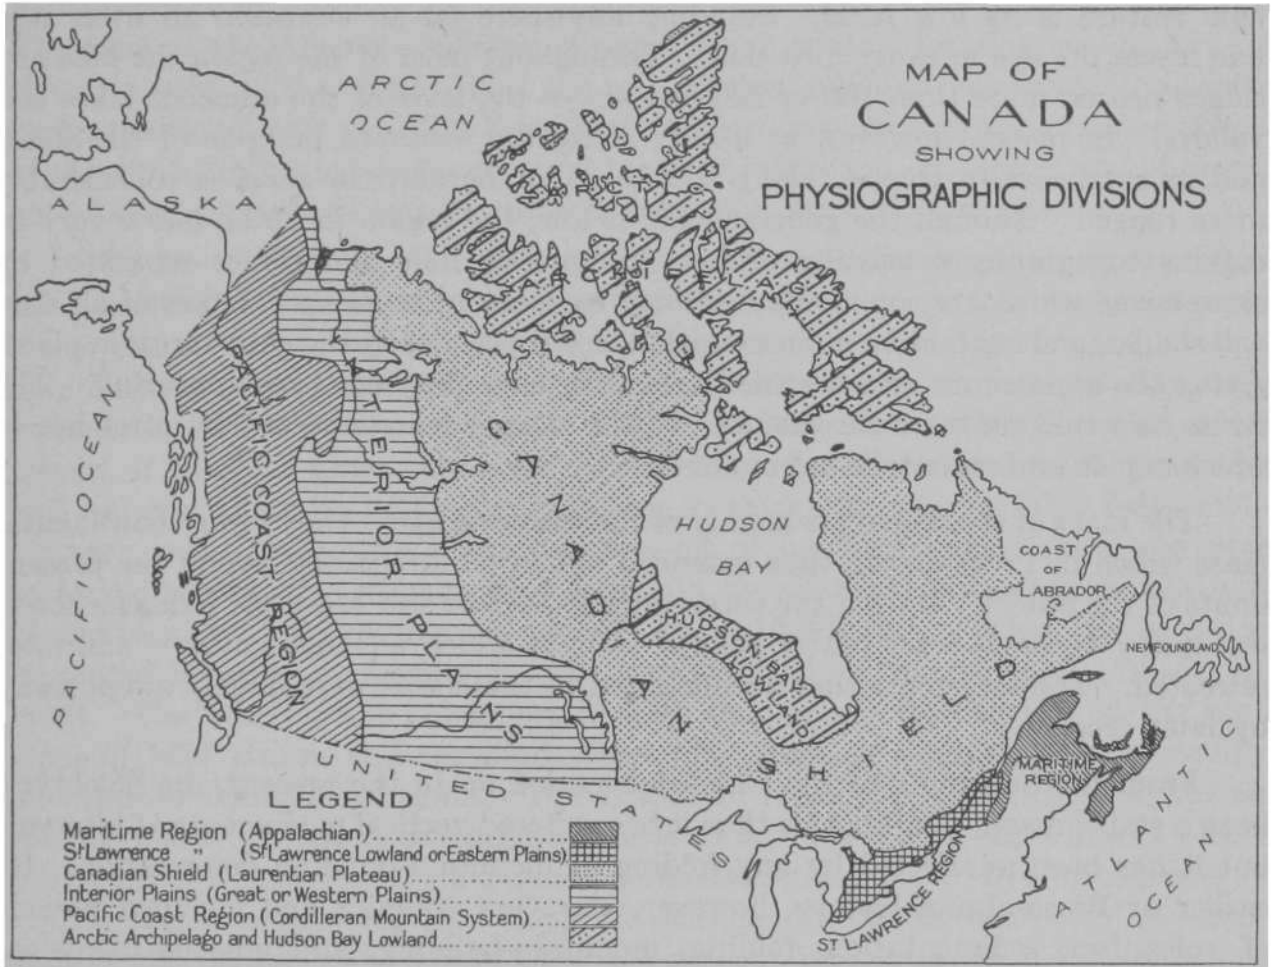 MAP OF
CANADA
SHOWING
PHYSIOGRAPHIC DIVISIONS
ARCTIC
OCEAN
ALASKA
ARCTIC
ARCHIPELAGO
PACIFIC OCEAN
PACIFIC COAST REGION
INTERIOR PLAINS
CANADIAN SHIELD
HUDSON
BAY
HUDSON BAY
LOWLAND
COAST
OF
LABRADOR
NEWFOUNDLAND
MARITIME
REGION
ST LAWRENCE REGION
ATLANTIC
OCEAN
UNITED STATES
LEGEND
Maritime Region (Appalachian)
St Lawrence " (St Lawrence Lowland or Eastern Plains)
Canadian Shield (Laurentian Plateau)
Interior Plains (Great or Western Plains)
Pacific Coast Region (Cordilleran Mountain System)
Arctic Archipelago and Hudson Bay Lowland